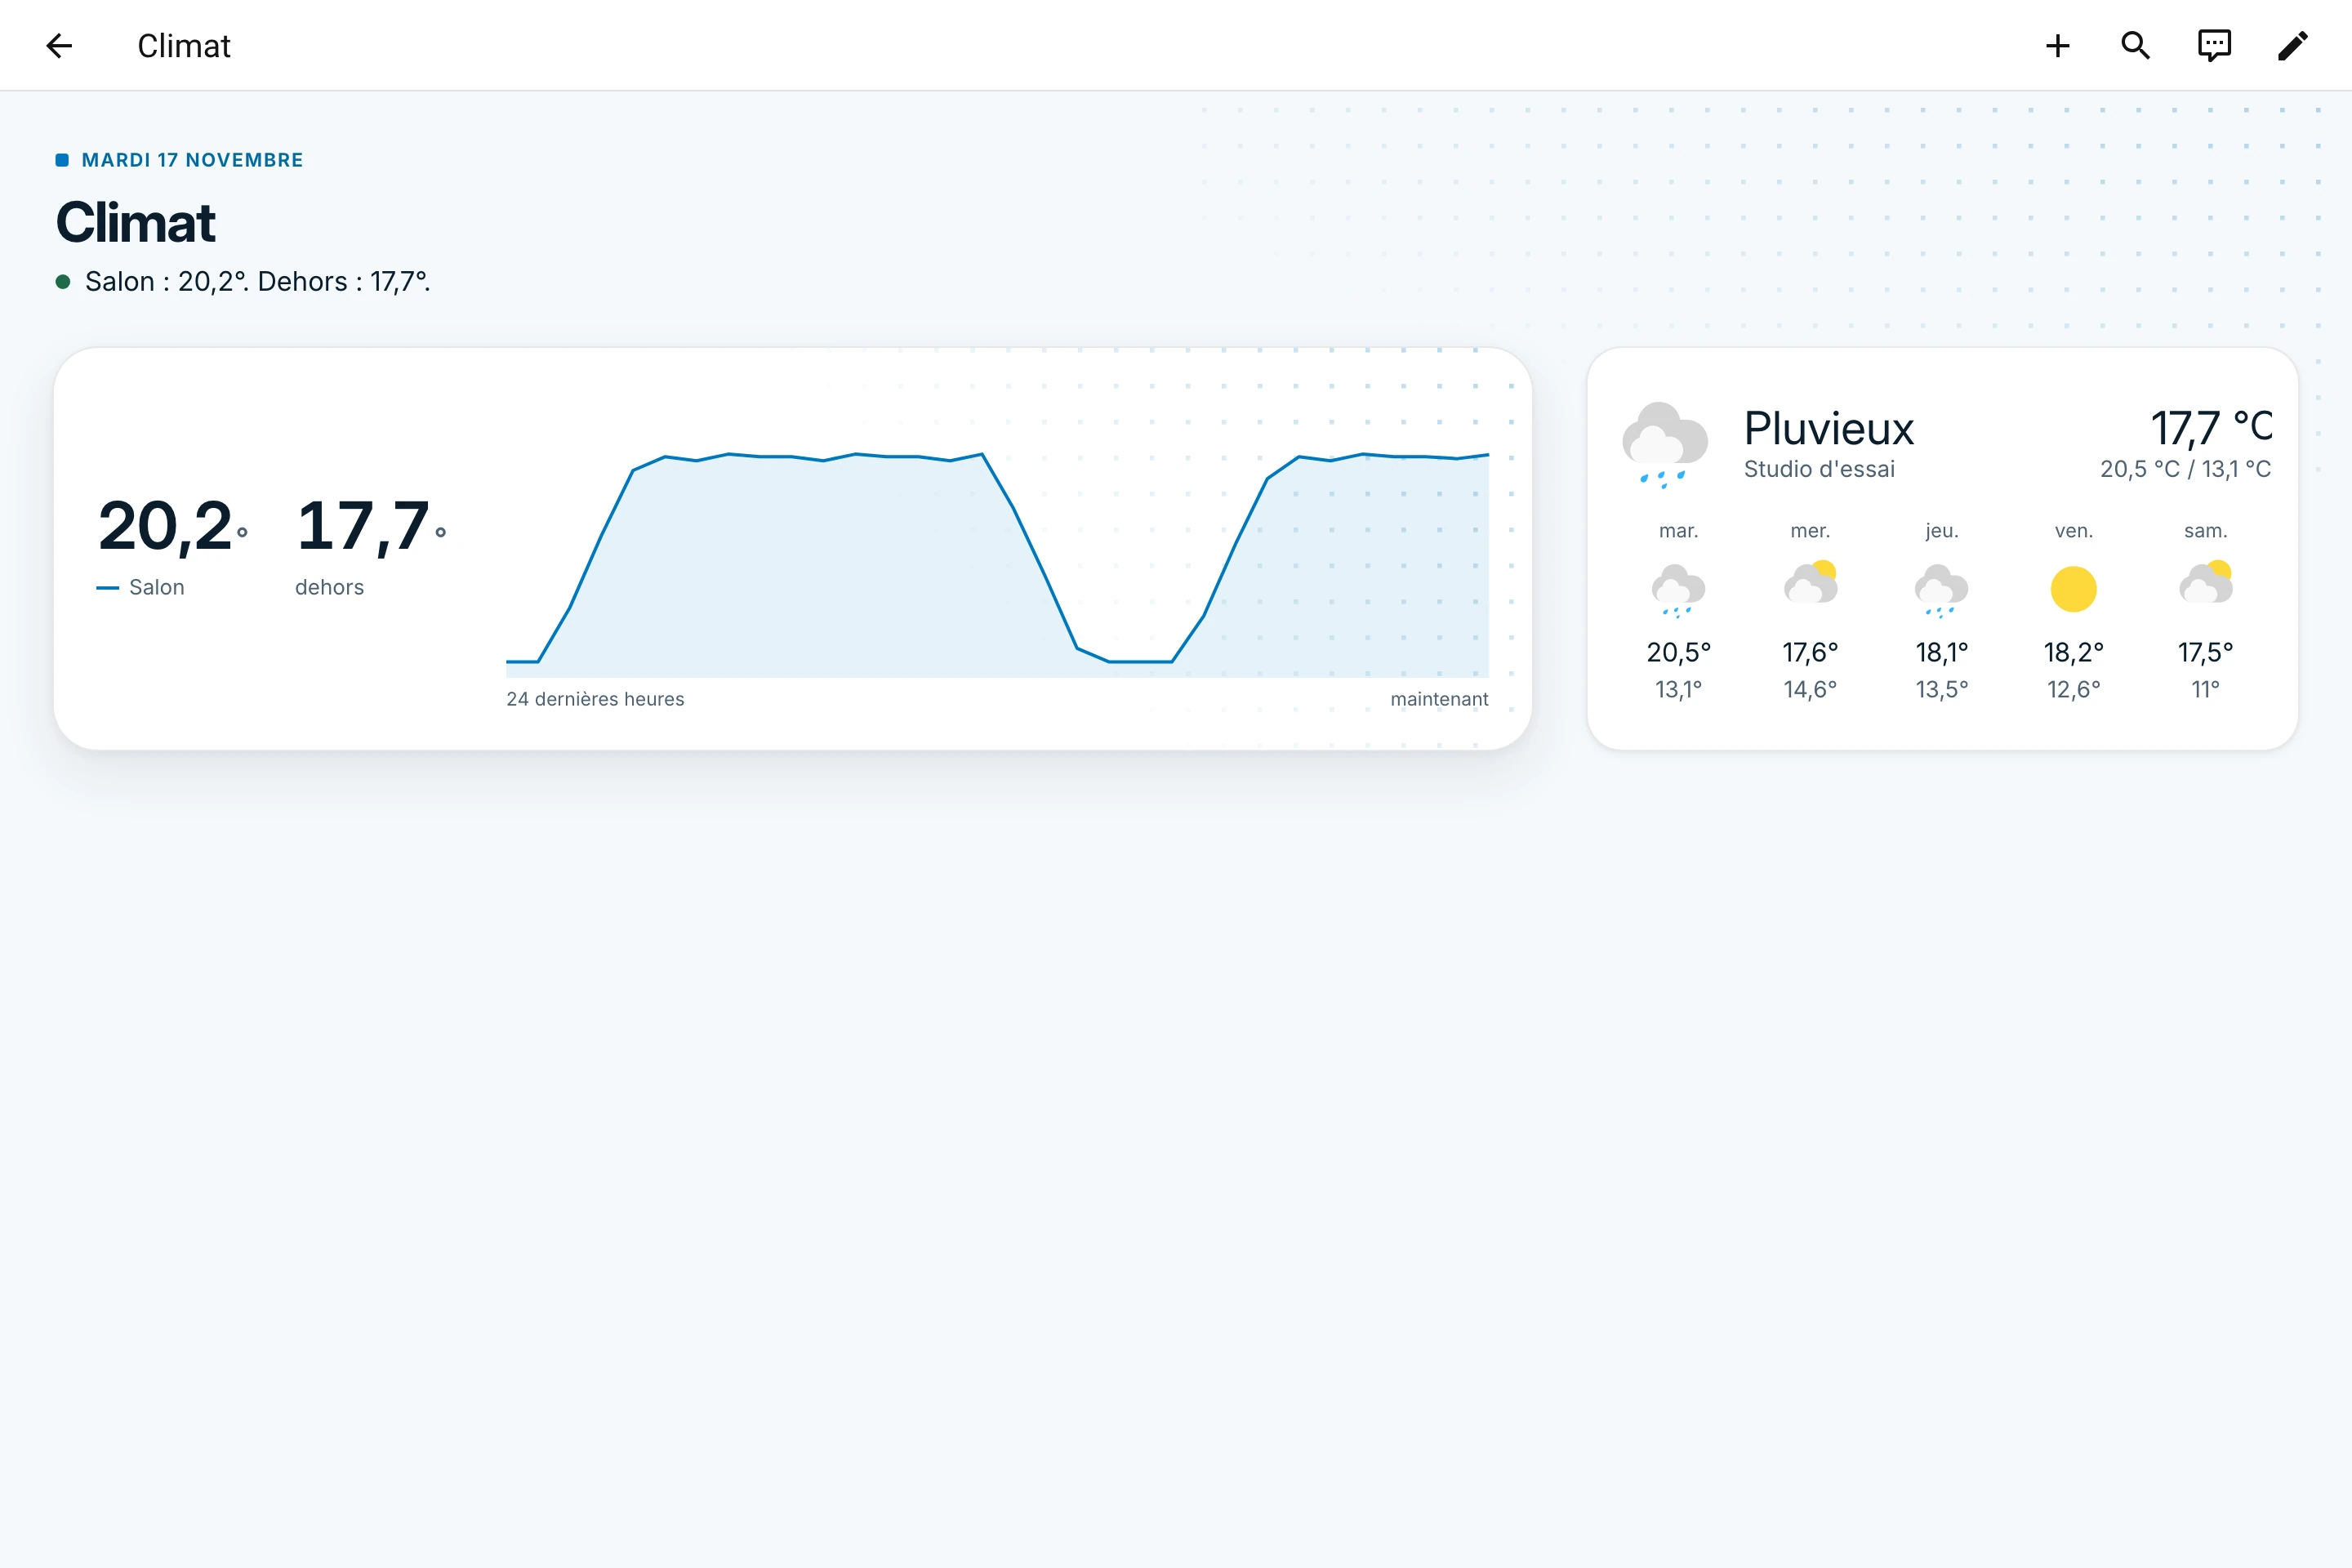 Climat
MARDI 17 NOVEMBRE
Climat
Salon : 20,2°. Dehors : 17,7°.
20,2°
Salon
17,7°
dehors
24 dernières heures
maintenant
Pluvieux
Studio d'essai
17,7 °C
20,5 °C / 13,1 °C
mar. mer. jeu. ven. sam.
20,5° 17,6° 18,1° 18,2° 17,5°
13,1° 14,6° 13,5° 12,6° 11°